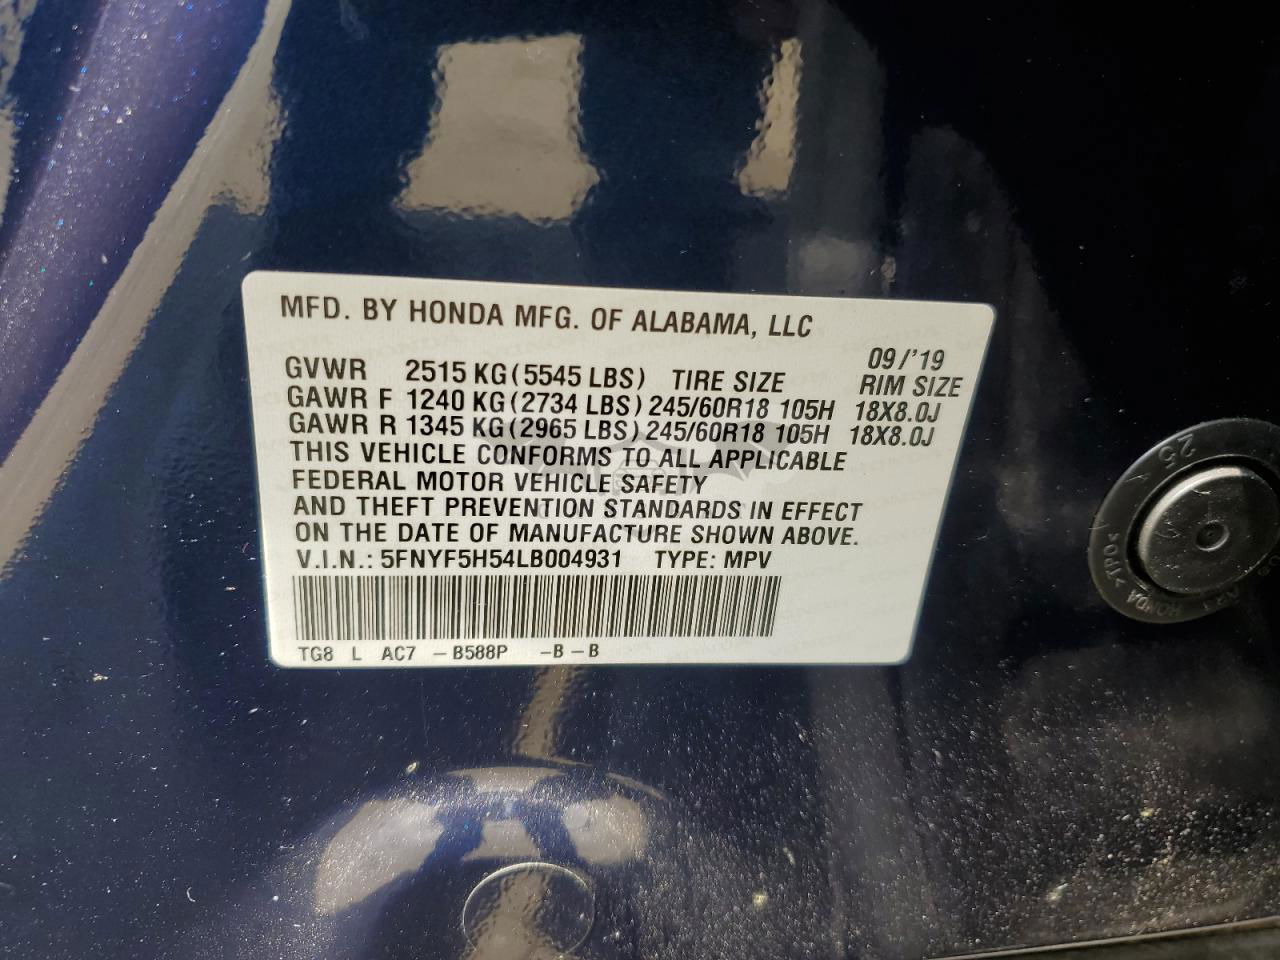 MFD. BY HONDA MFG. OF ALABAMA, LLC
09/'19
GVWR 2515 KG (5545 LBS) TIRE SIZE RIM SIZE
GAWR F 1240 KG (2734 LBS) 245/60R18 105H 18X8.0J
GAWR R 1345 KG (2965 LBS) 245/60R18 105H 18X8.0J
THIS VEHICLE CONFORMS TO ALL APPLICABLE
FEDERAL MOTOR VEHICLE SAFETY
AND THEFT PREVENTION STANDARDS IN EFFECT
ON THE DATE OF MANUFACTURE SHOWN ABOVE.
V.I.N.: 5FNYF5H54LB004931 TYPE: MPV
TG8 L AC7 - B588P -B - B
25
HONDA